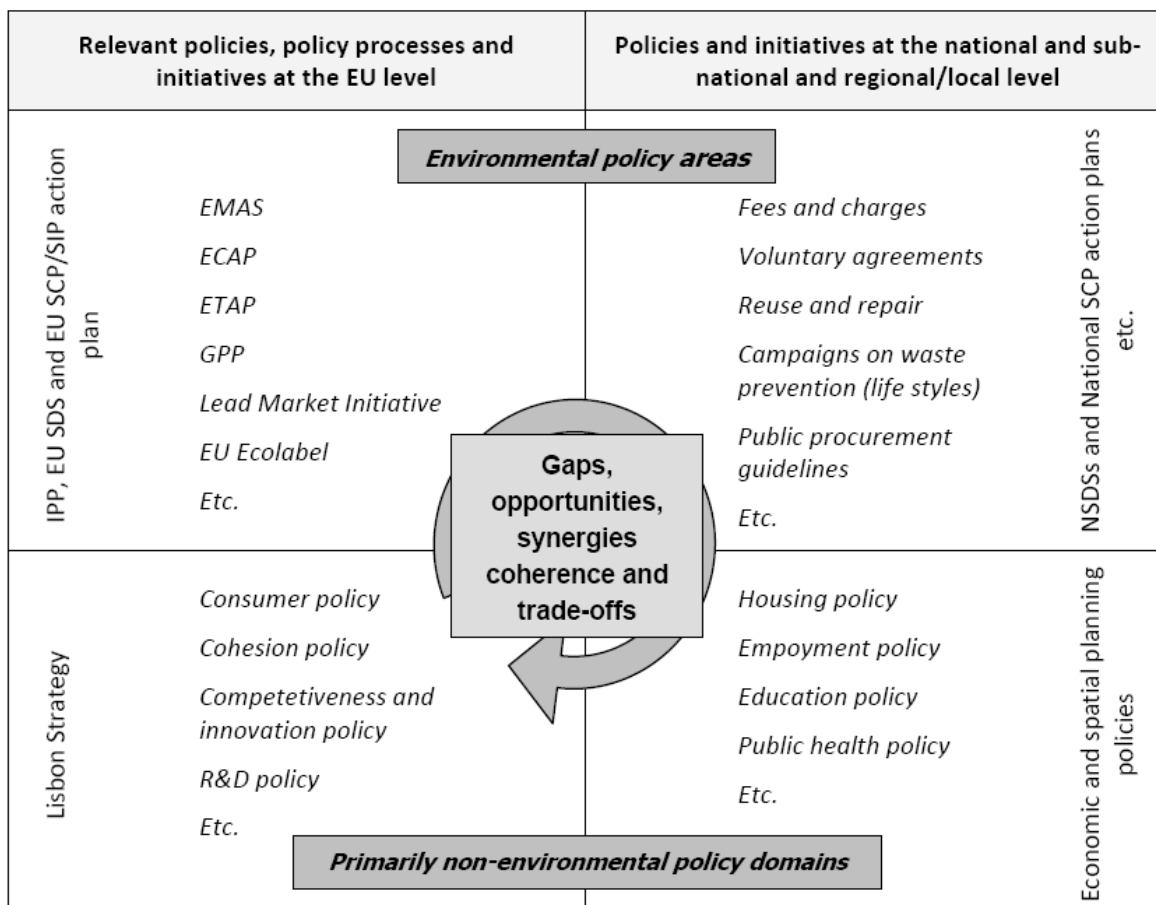 Relevant policies, policy processes and
initiatives at the EU level
Policies and initiatives at the national and sub-
national and regional/local level
Environmental policy areas
IPP, EU SDS and EU SCP/SIP action
plan
EMAS
ECAP
ETAP
GPP
Lead Market Initiative
EU Ecolabel
Etc.
Fees and charges
Voluntary agreements
Reuse and repair
Campaigns on waste
prevention (life styles)
Public procurement
guidelines
Etc.
NSDSs and National SCP action plans
etc.
Gaps,
opportunities,
synergies
coherence and
trade-offs
Lisbon Strategy
Consumer policy
Cohesion policy
Competetiveness and
innovation policy
R&D policy
Etc.
Housing policy
Empoyment policy
Education policy
Public health policy
Etc.
Economic and spatial planning
policies
Primarily non-environmental policy domains